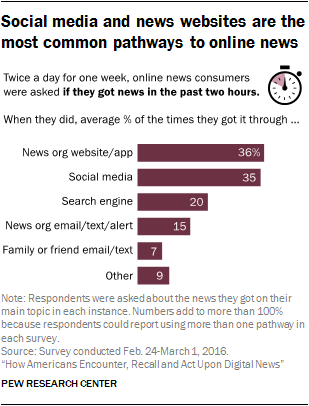 Social media and news websites are the
most common pathways to online news
Twice a day for one week, online news consumers
were asked if they got news in the past two hours.
When they did, average % of the times they got it through ...
News org website/app 36%
Social media 35
Search engine 20
News org email/text/alert 15
Family or friend email/text 7
Other 9
Note: Respondents were asked about the news they got on their
main topic in each instance. Numbers add to more than 100%
because respondents could report using more than one pathway in
each survey.
Source: Survey conducted Feb. 24-March 1, 2016.
“How Americans Encounter, Recall and Act Upon Digital News”
PEW RESEARCH CENTER